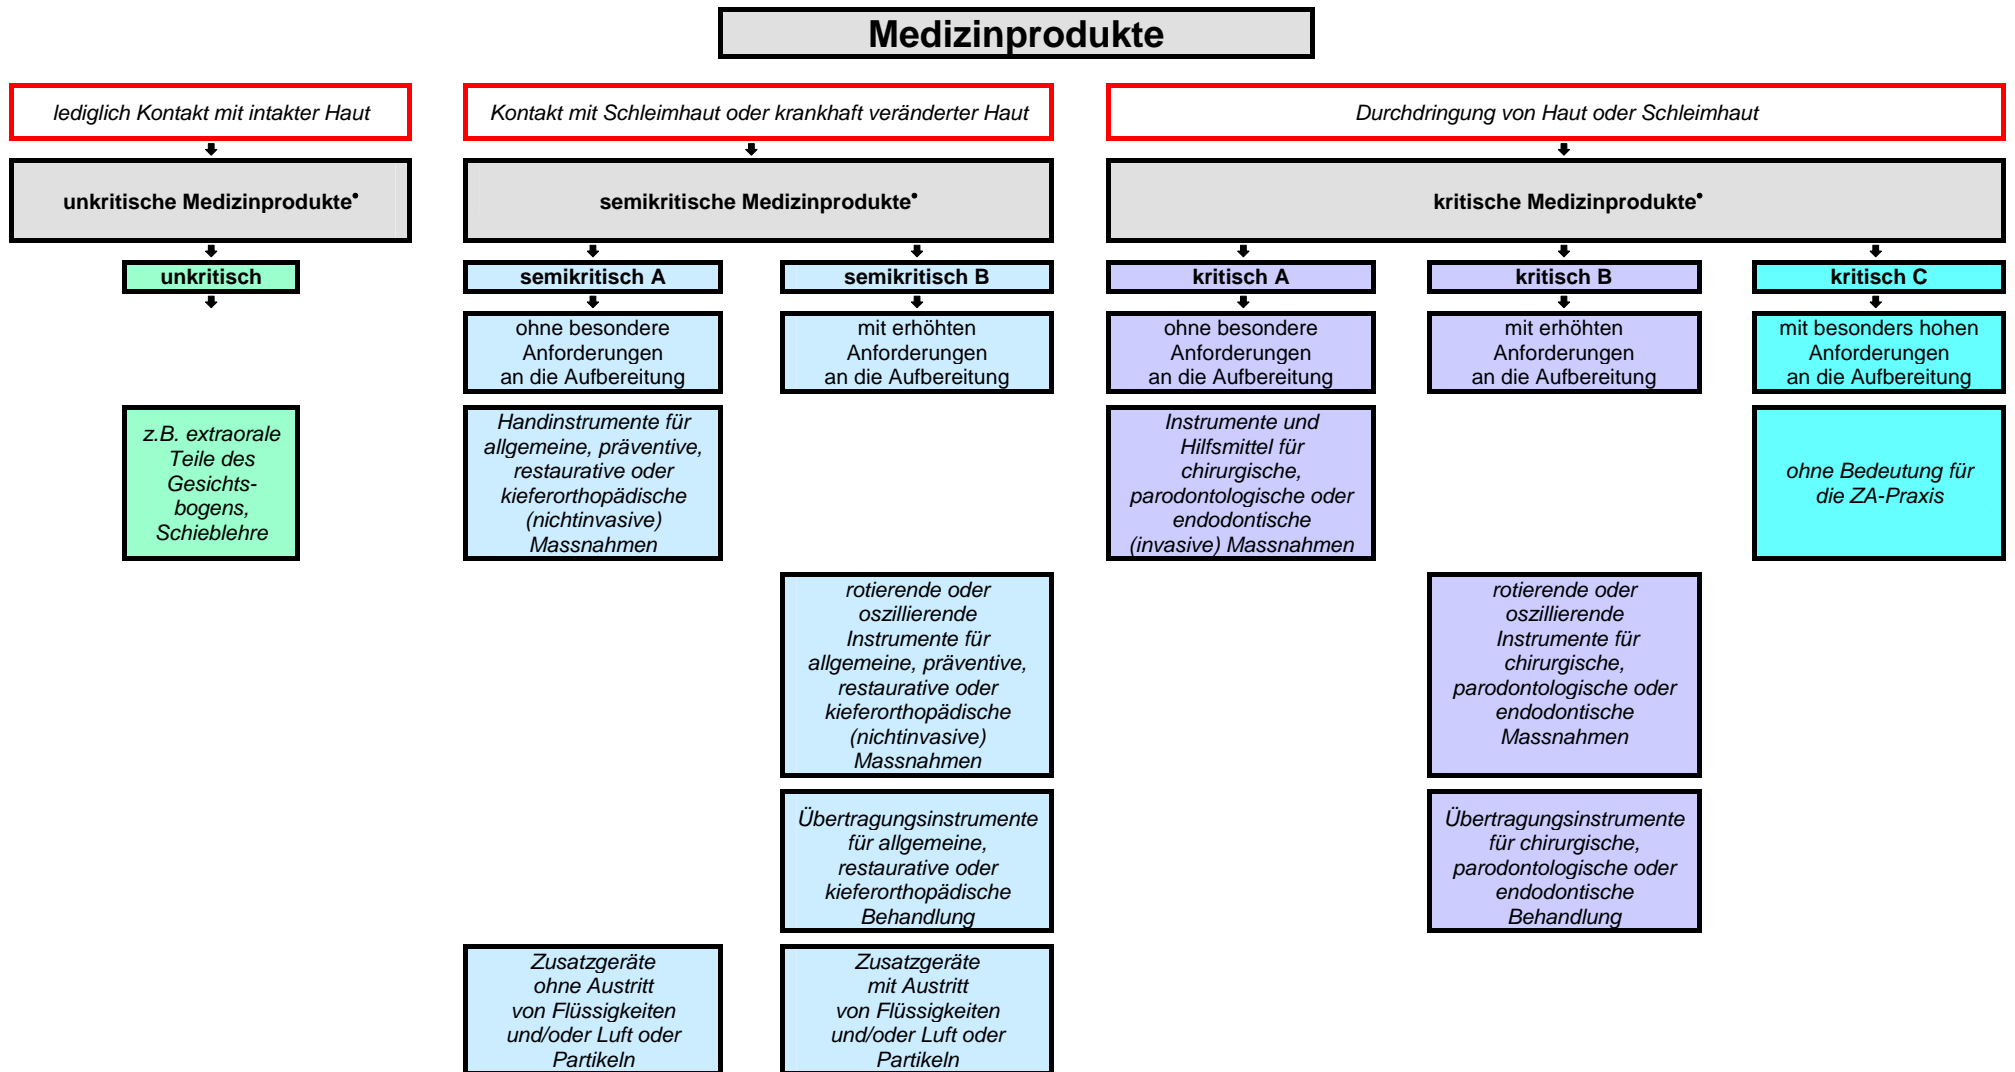 Medizinprodukte
lediglich Kontakt mit intakter Haut
Kontakt mit Schleimhaut oder krankhaft veränderter Haut
Durchdringung von Haut oder Schleimhaut
unkritische Medizinprodukte•
semikritische Medizinprodukte•
kritische Medizinprodukte•
unkritisch
semikritisch A
semikritisch B
kritisch A
kritisch B
kritisch C
ohne besondere
Anforderungen
an die Aufbereitung
mit erhöhten
Anforderungen
an die Aufbereitung
ohne besondere
Anforderungen
an die Aufbereitung
mit erhöhten
Anforderungen
an die Aufbereitung
mit besonders hohen
Anforderungen
an die Aufbereitung
z.B. extraorale
Teile des
Gesichts-
bogens,
Schieblehre
Handinstrumente für
allgemeine, präventive,
restaurative oder
kieferorthopädische
(nichtinvasive)
Massnahmen
Instrumente und
Hilfsmittel für
chirurgische,
parodontologische oder
endodontische
(invasive) Massnahmen
ohne Bedeutung für
die ZA-Praxis
rotierende oder
oszillierende
Instrumente für
allgemeine, präventive,
restaurative oder
kieferorthopädische
(nichtinvasive)
Massnahmen
rotierende oder
oszillierende
Instrumente für
chirurgische,
parodontologische oder
endodontische
Massnahmen
Übertragungsinstrumente
für allgemeine,
restaurative oder
kieferorthopädische
Behandlung
Übertragungsinstrumente
für chirurgische,
parodontologische oder
endodontische
Behandlung
Zusatzgeräte
ohne Austritt
von Flüssigkeiten
und/oder Luft oder
Partikeln
Zusatzgeräte
mit Austritt
von Flüssigkeiten
und/oder Luft oder
Partikeln